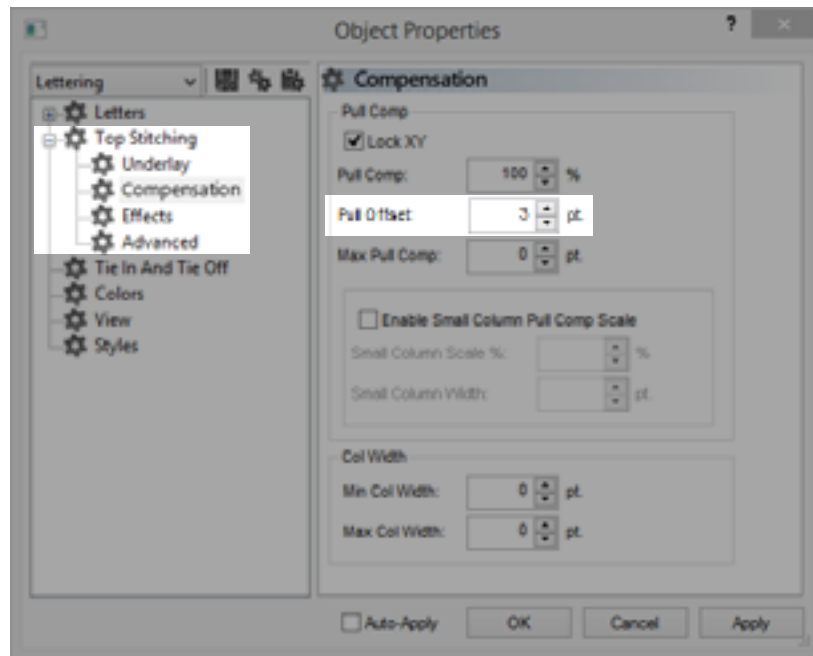 Object Properties
?
Lettering
Letters
Top Stitching
Underlay
Compensation
Effects
Advanced
Tie In And Tie Off
Colors
View
Styles
Compensation
Pull Comp
Lock XY
Pull Comp: 100 %
Pull Offset: 3 pt.
Max Pull Comp: 0 pt.
Enable Small Column Pull Comp Scale
Small Column Scale %: %
Small Column Width: pt.
Col Width
Min Col Width: 0 pt.
Max Col Width: 0 pt.
Auto-Apply OK Cancel Apply